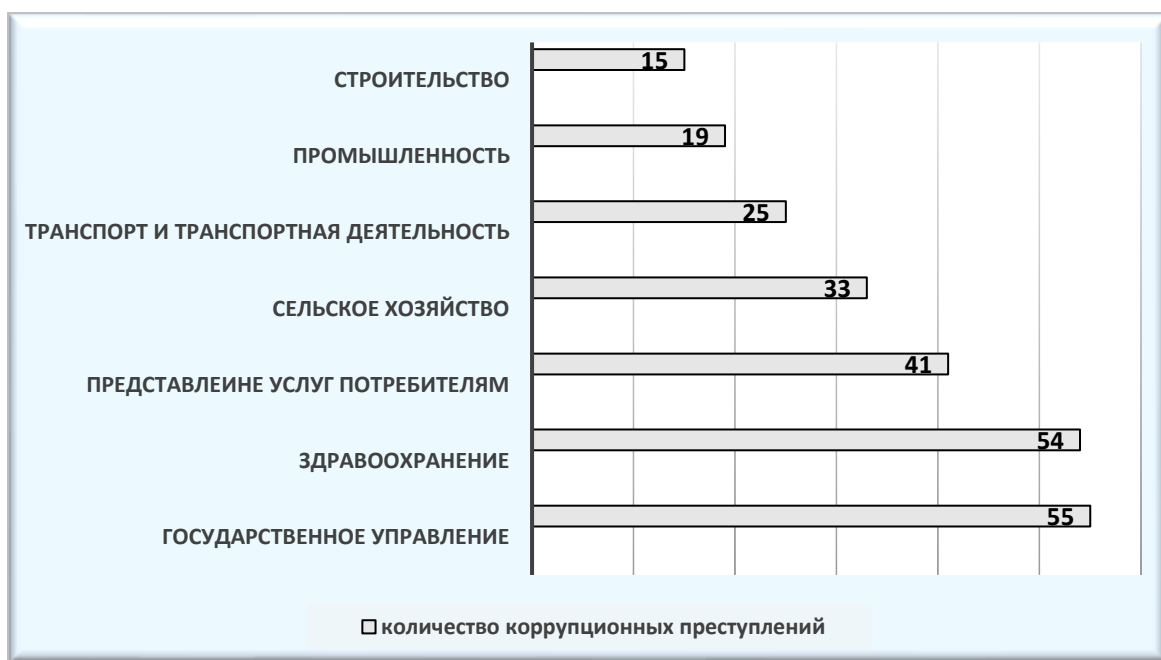 15
СТРОИТЕЛЬСТВО
19
ПРОМЫШЛЕННОСТЬ
25
ТРАНСПОРТ И ТРАНСПОРТНАЯ ДЕЯТЕЛЬНОСТЬ
33
СЕЛЬСКОЕ ХОЗЯЙСТВО
41
ПРЕДСТАВЛЕИНЕ УСЛУГ ПОТРЕБИТЕЛЯМ
54
ЗДРАВООХРАНЕНИЕ
55
ГОСУДАРСТВЕННОЕ УПРАВЛЕНИЕ
количество коррупционных преступлений